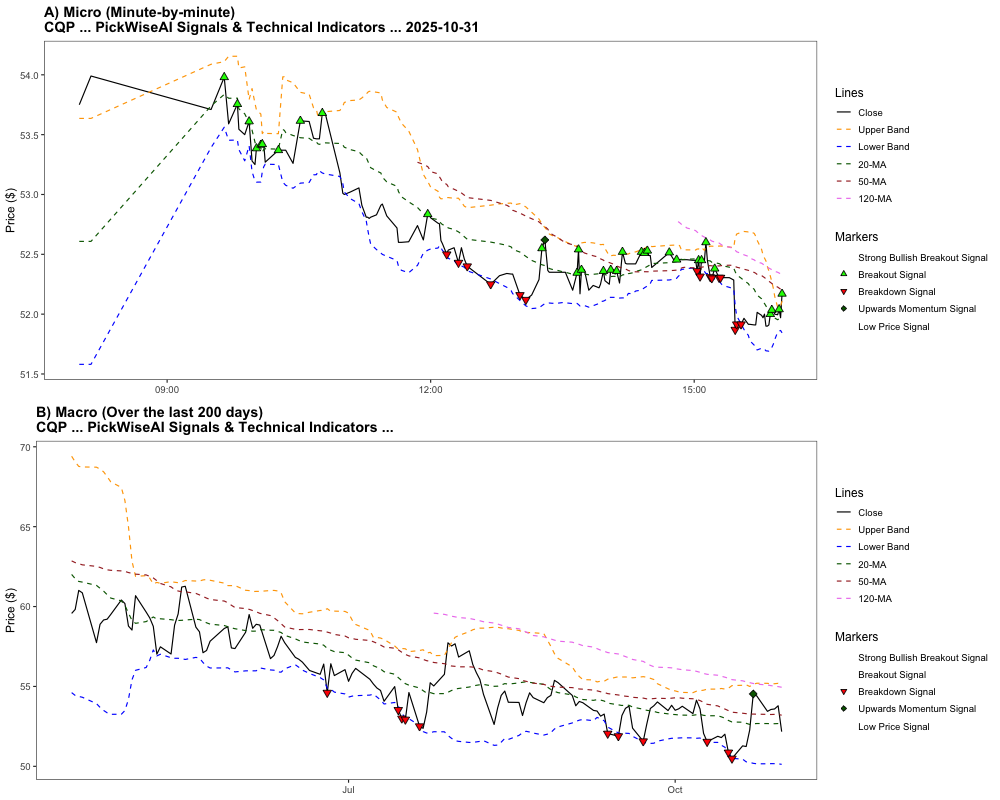 A) Micro (Minute-by-minute)
CQP ... PickWiseAI Signals & Technical Indicators ... 2025-10-31
54.0
53.5
53.0
52.5
52.0
51.5
Price ($)
09:00
12:00
15:00
Lines
Close
Upper Band
Lower Band
20-MA
50-MA
120-MA
Markers
Strong Bullish Breakout Signal
Breakout Signal
Breakdown Signal
Upwards Momentum Signal
Low Price Signal
B) Macro (Over the last 200 days)
CQP ... PickWiseAI Signals & Technical Indicators ...
70
65
60
55
50
Price ($)
Jul
Oct
Lines
Close
Upper Band
Lower Band
20-MA
50-MA
120-MA
Markers
Strong Bullish Breakout Signal
Breakout Signal
Breakdown Signal
Upwards Momentum Signal
Low Price Signal